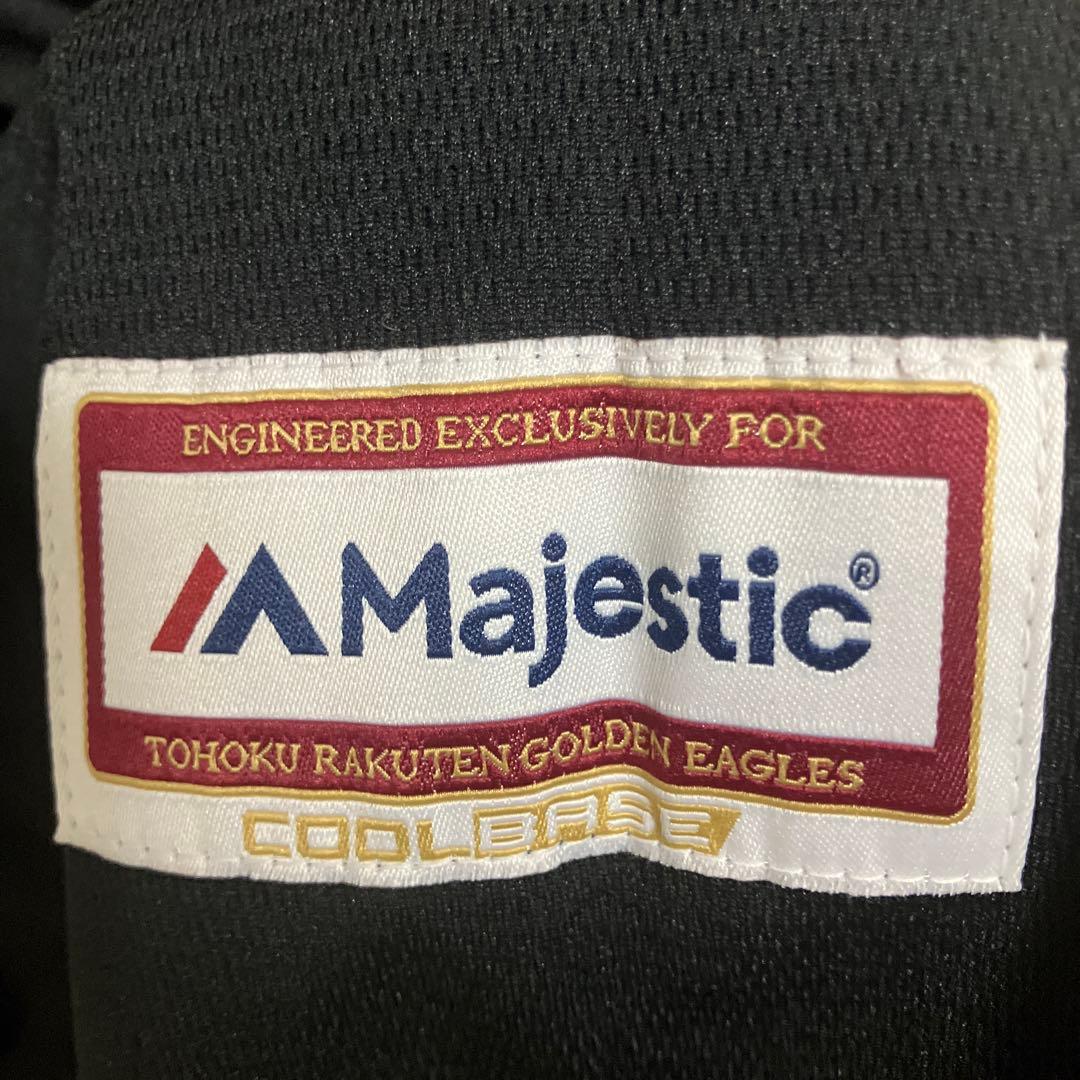 ENGINEERED EXCLUSIVELY FOR
Majestic®
TOHOKU RAKUTEN GOLDEN EAGLES
COOLBASE